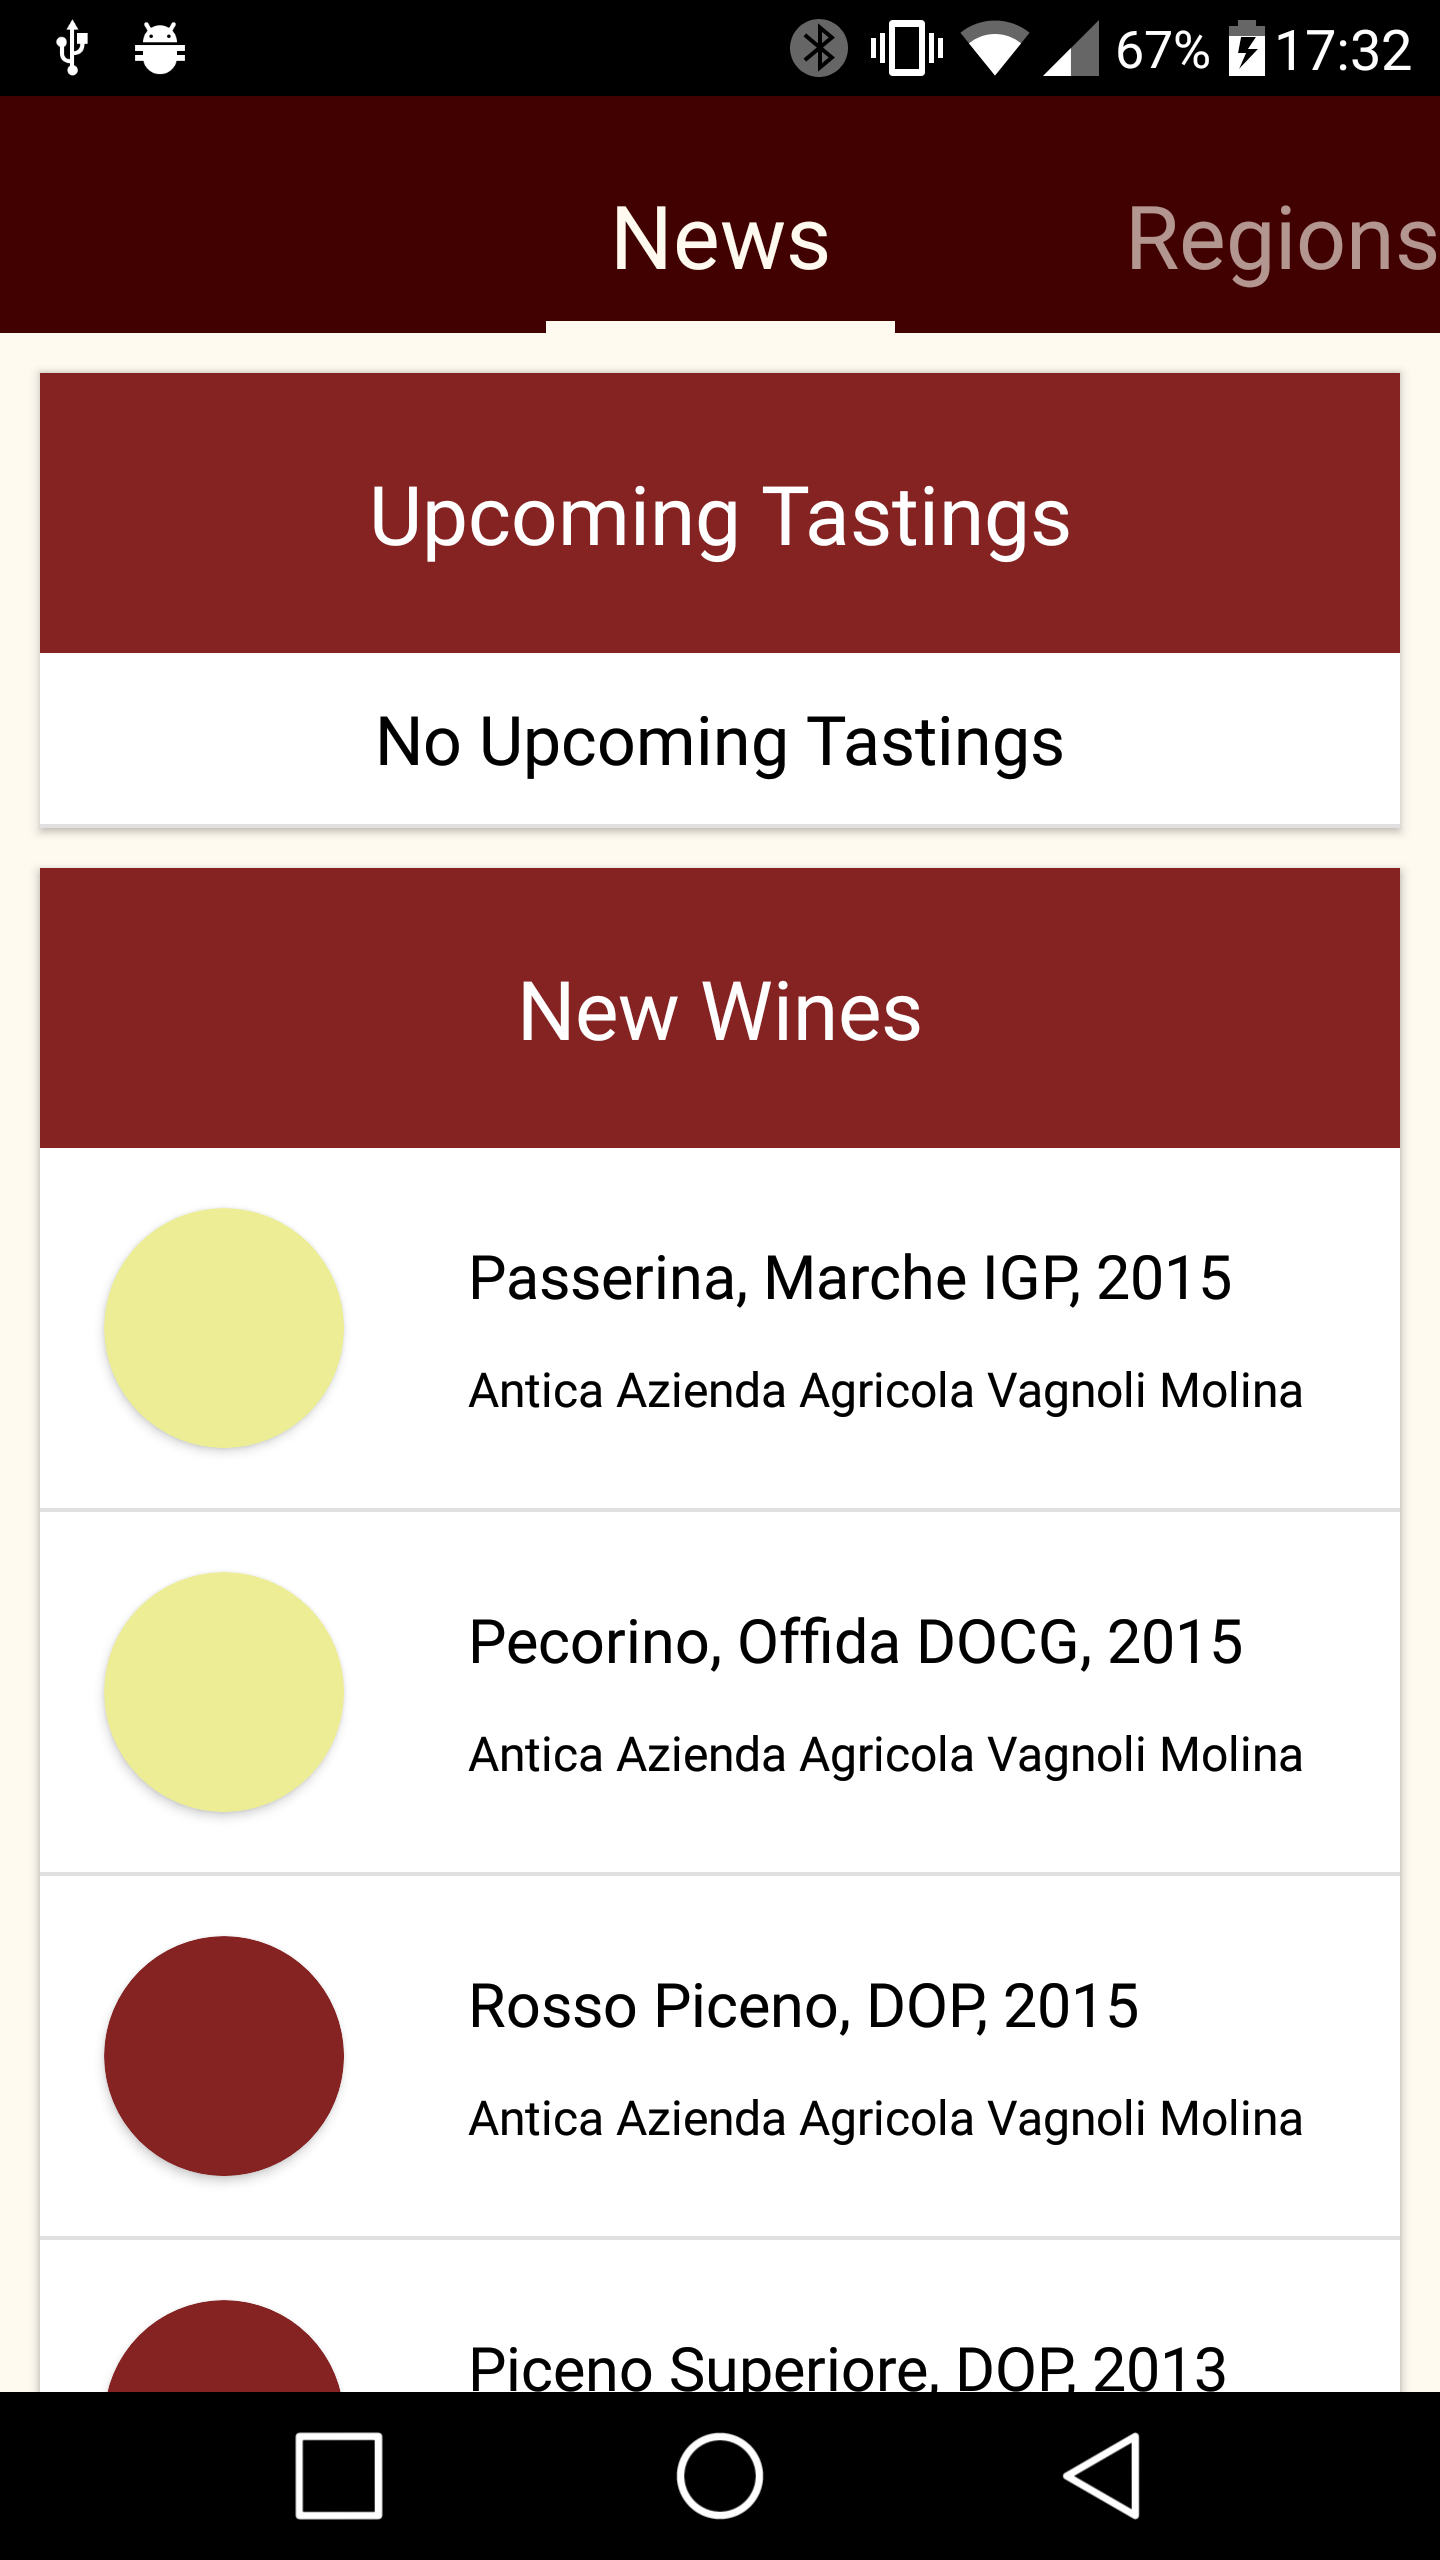 67% 17:32
News Regions
Upcoming Tastings
No Upcoming Tastings
New Wines
Passerina, Marche IGP, 2015
Antica Azienda Agricola Vagnoli Molina
Pecorino, Offida DOCG, 2015
Antica Azienda Agricola Vagnoli Molina
Rosso Piceno, DOP, 2015
Antica Azienda Agricola Vagnoli Molina
Piceno Superiore, DOP, 2013